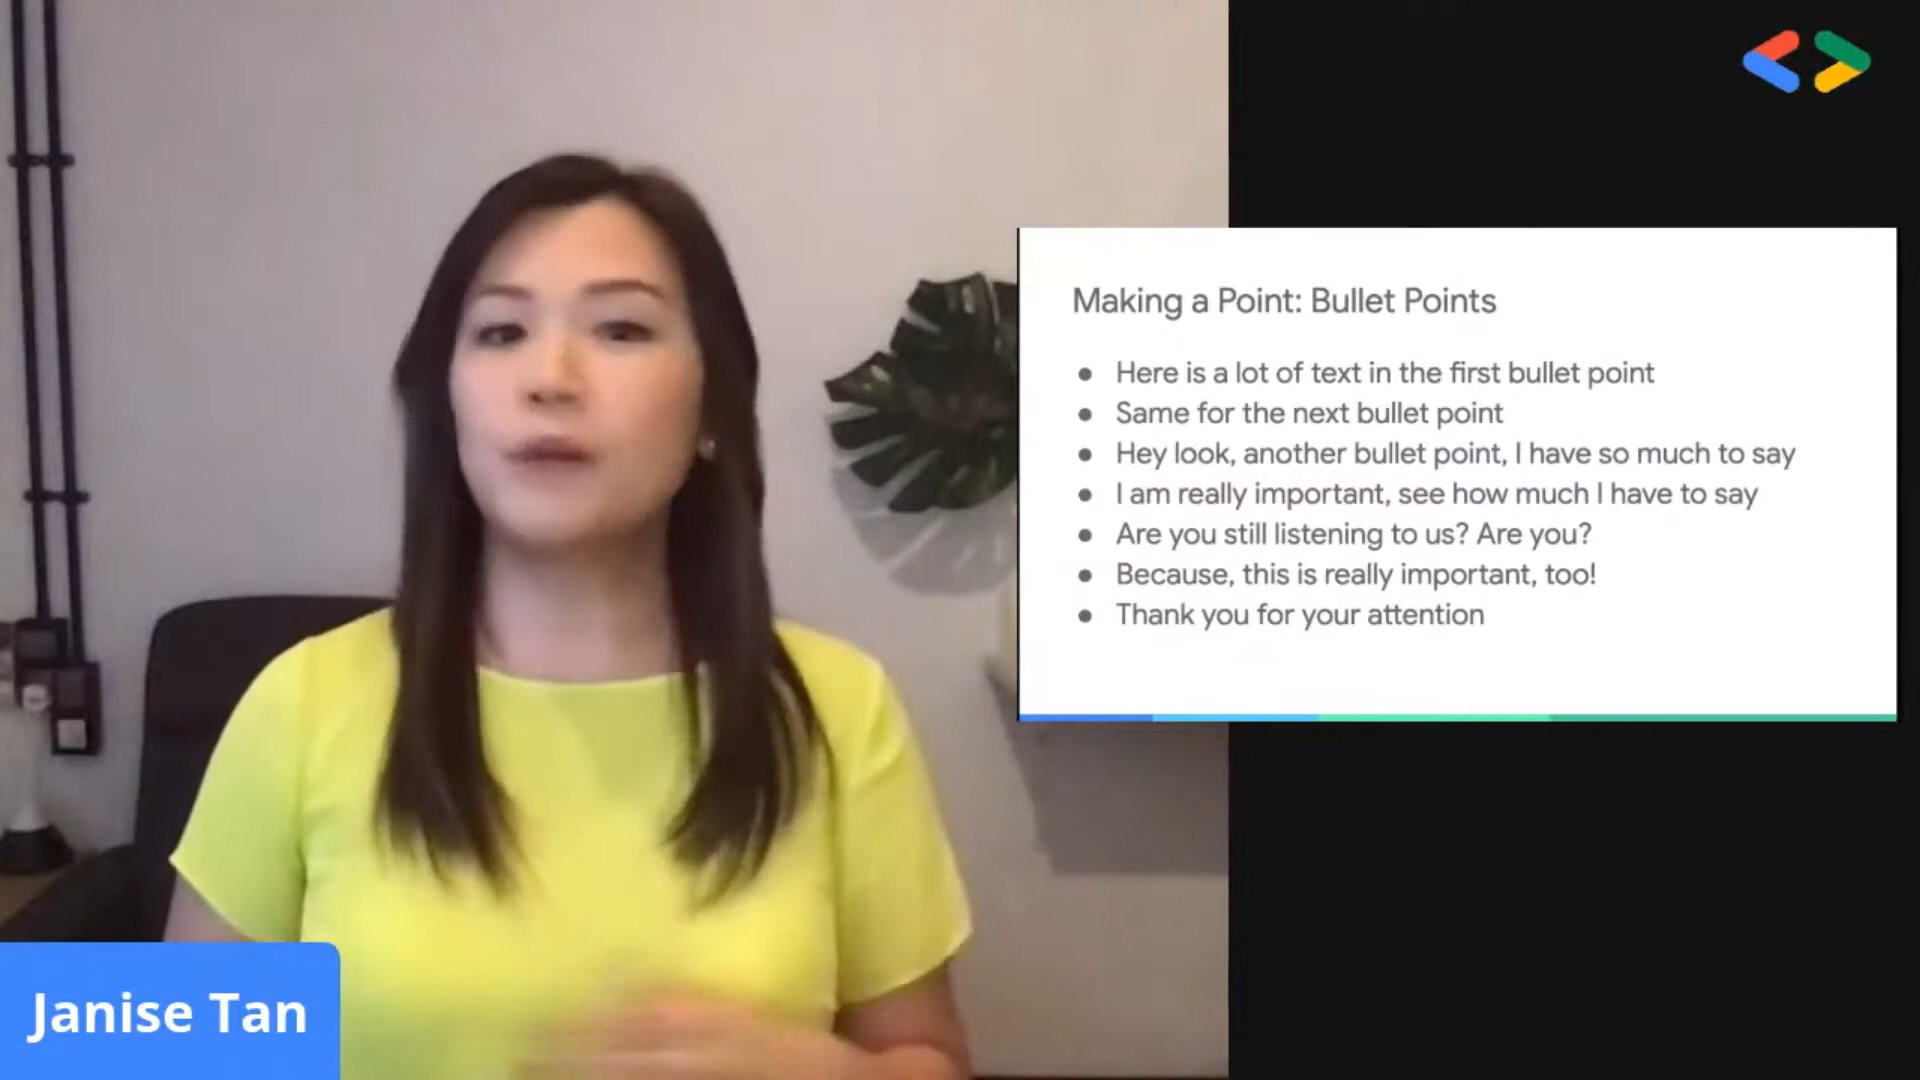 Making a Point: Bullet Points
● Here is a lot of text in the first bullet point
● Same for the next bullet point
● Hey look, another bullet point, I have so much to say
● I am really important, see how much I have to say
● Are you still listening to us? Are you?
● Because, this is really important, too!
● Thank you for your attention
Janise Tan